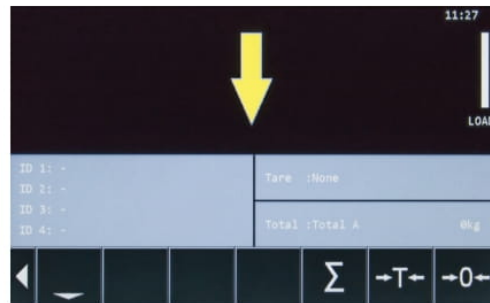 11:27
LOA
ID 1: -
ID 2: -
ID 3: -
ID 4: -
Tare :None
Total :Total A 0kg
Σ →T← →0←